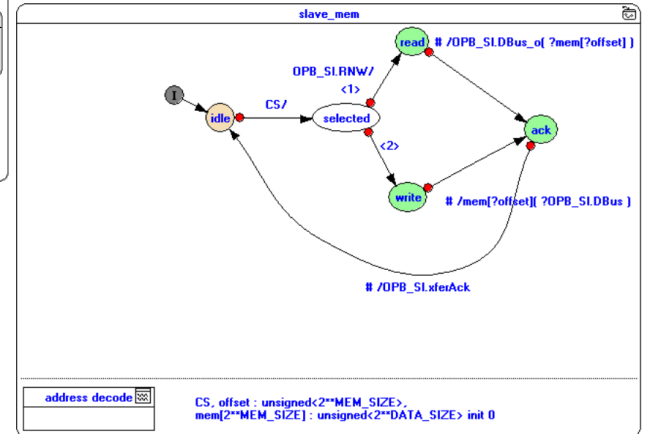 slave_mem
read # /OPB_SI.DBus_o( ?mem[?offset] )
OPB_SI.RNW/
<1>
I
CS/
idle
selected
ack
<2>
write
# /mem[?offset]( ?OPB_SI.DBus )
# /OPB_SI.xferAck
address decode
CS, offset : unsigned<2**MEM_SIZE>,
mem[2**MEM_SIZE] : unsigned<2**DATA_SIZE> init 0